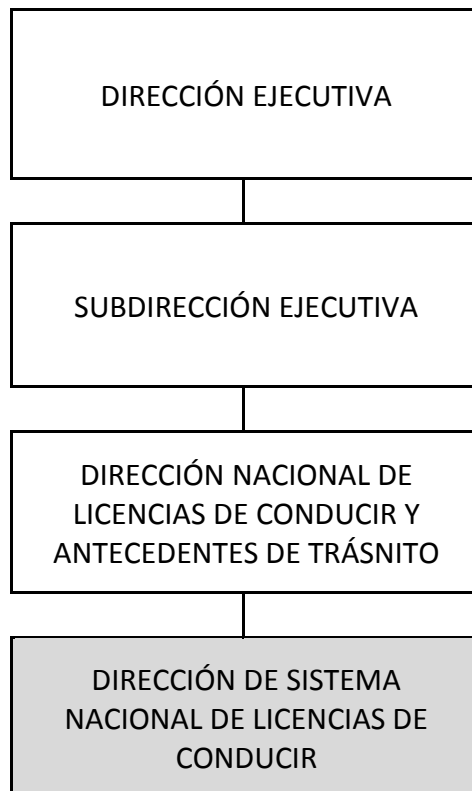 DIRECCIÓN EJECUTIVA
SUBDIRECCIÓN EJECUTIVA
DIRECCIÓN NACIONAL DE
LICENCIAS DE CONDUCIR Y
ANTECEDENTES DE TRÁSNITO
DIRECCIÓN DE SISTEMA
NACIONAL DE LICENCIAS DE
CONDUCIR